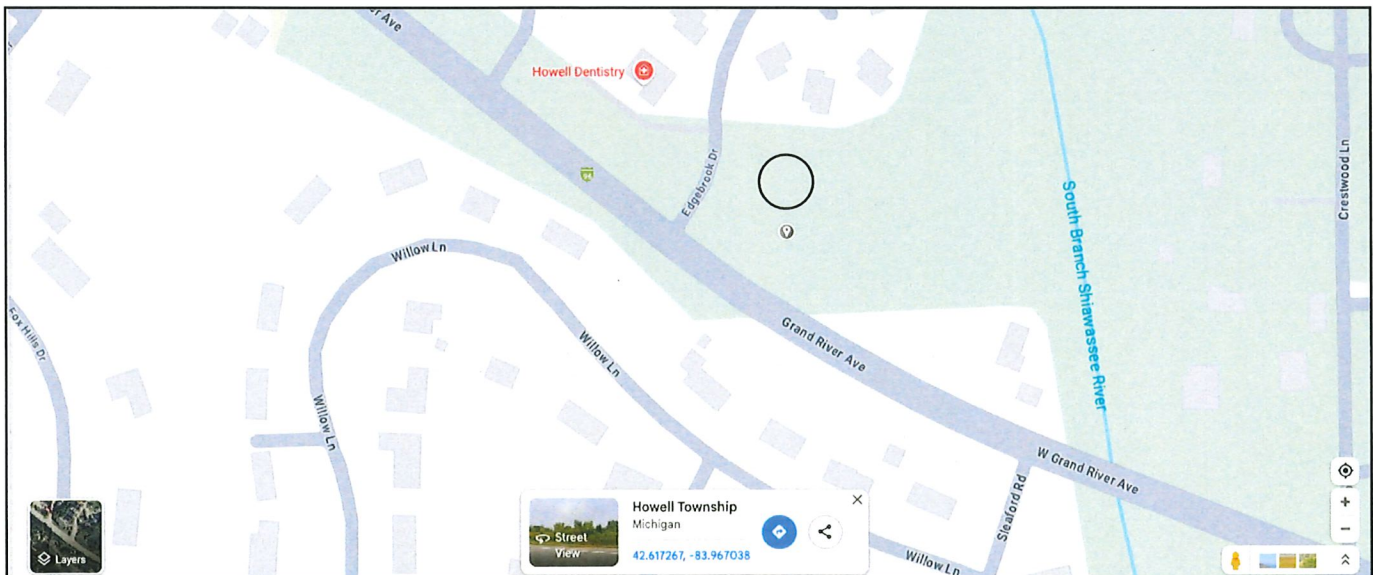 er Ave
Howell Dentistry
Edgebrook Dr
Crestwood Ln
South Branch Shiawassee River
Willow Ln
Fox Hills Dr
Willow Ln
Grand River Ave
Willow Ln
W Grand River Ave
Sleaford Rd
Willow Ln
Layers
Street
View
Howell Township
Michigan
42.617267, -83.967038